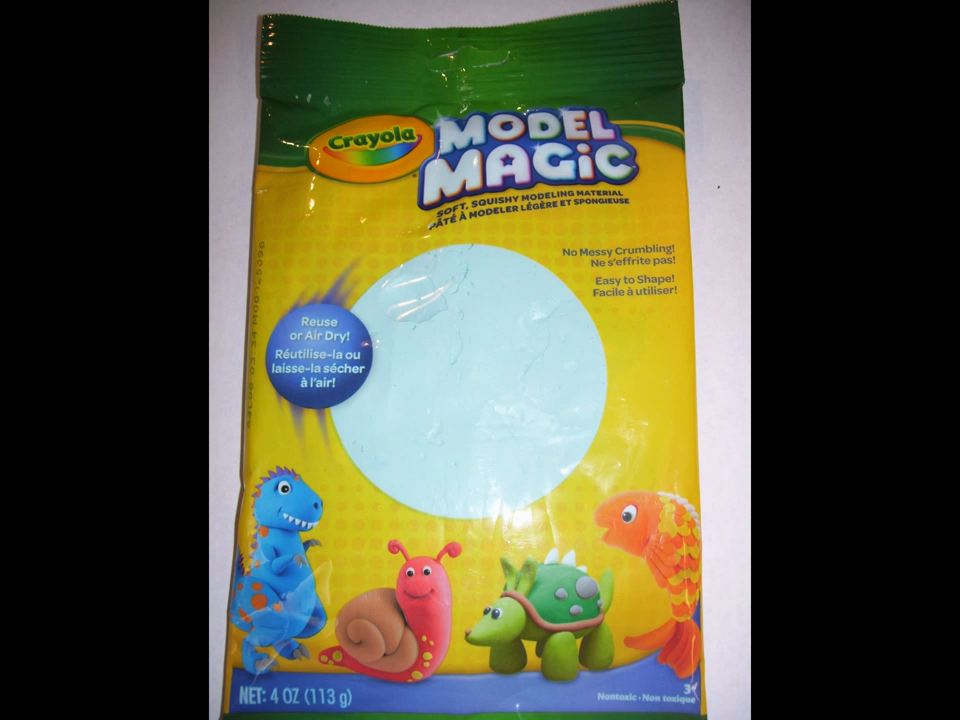 Crayola
MODEL
MAGiC
SOFT, SQUISHY MODELING MATERIAL
PÂTÉ À MODELER LÉGÈRE ET SPONGIEUSE
No Messy Crumbling!
Ne s'effrite pas!
Easy to Shape!
Facile à utiliser!
Reuse
or Air Dry!
Réutilise-la ou
laisse-la sécher
à l'air!
NET: 4 OZ (113 g)
3+
Nontoxic • Non toxique